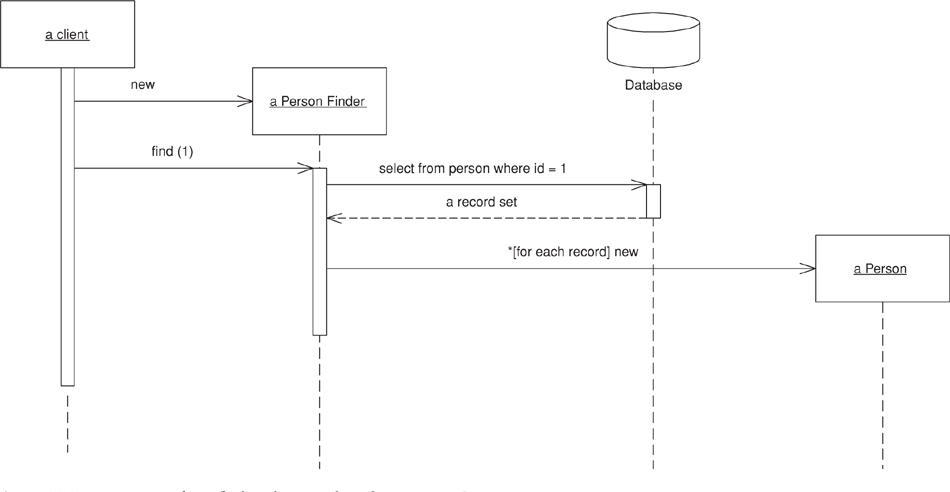 a client
new
a Person Finder
Database
find (1)
select from person where id = 1
a record set
*[for each record] new
a Person